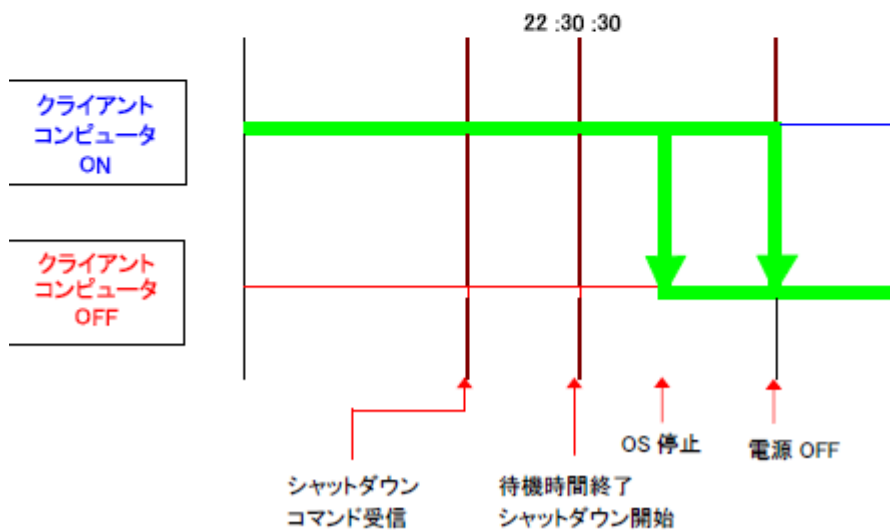 22 :30 :30
クライアント
コンピュータ
ON
クライアント
コンピュータ
OFF
OS 停止
電源 OFF
シャットダウン
コマンド受信
待機時間終了
シャットダウン開始